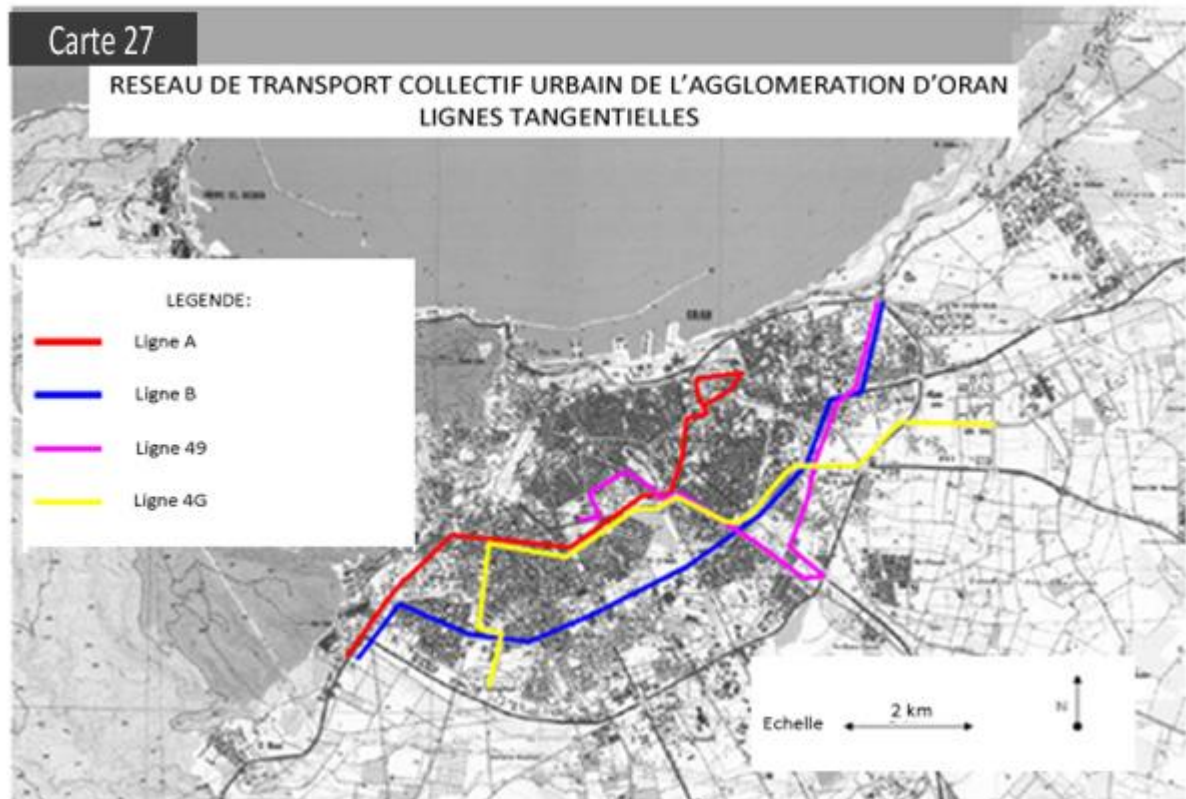 Carte 27
RESEAU DE TRANSPORT COLLECTIF URBAIN DE L'AGGLOMERATION D'ORAN
LIGNES TANGENTIELLES
ORAN
LEGENDE:
Ligne A
Ligne B
Ligne 49
Ligne 4G
Echelle
2 km
N